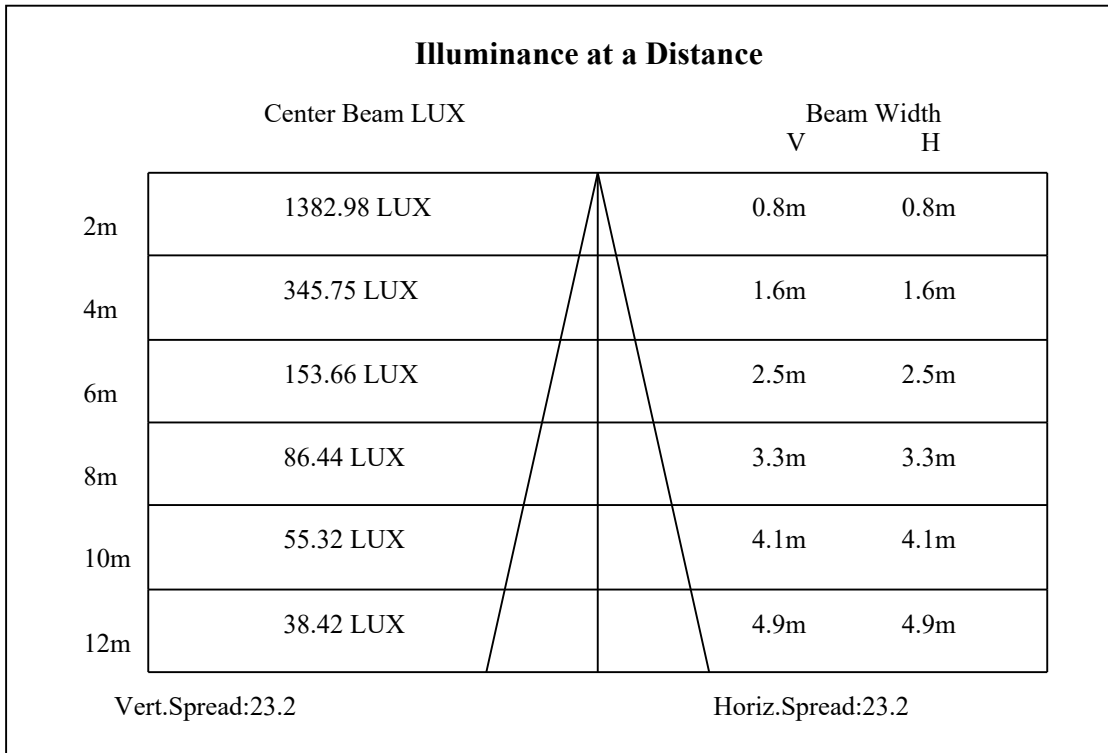 Illuminance at a Distance
Center Beam LUX Beam Width
V H
2m 1382.98 LUX 0.8m 0.8m
4m 345.75 LUX 1.6m 1.6m
6m 153.66 LUX 2.5m 2.5m
8m 86.44 LUX 3.3m 3.3m
10m 55.32 LUX 4.1m 4.1m
12m 38.42 LUX 4.9m 4.9m
Vert.Spread:23.2 Horiz.Spread:23.2